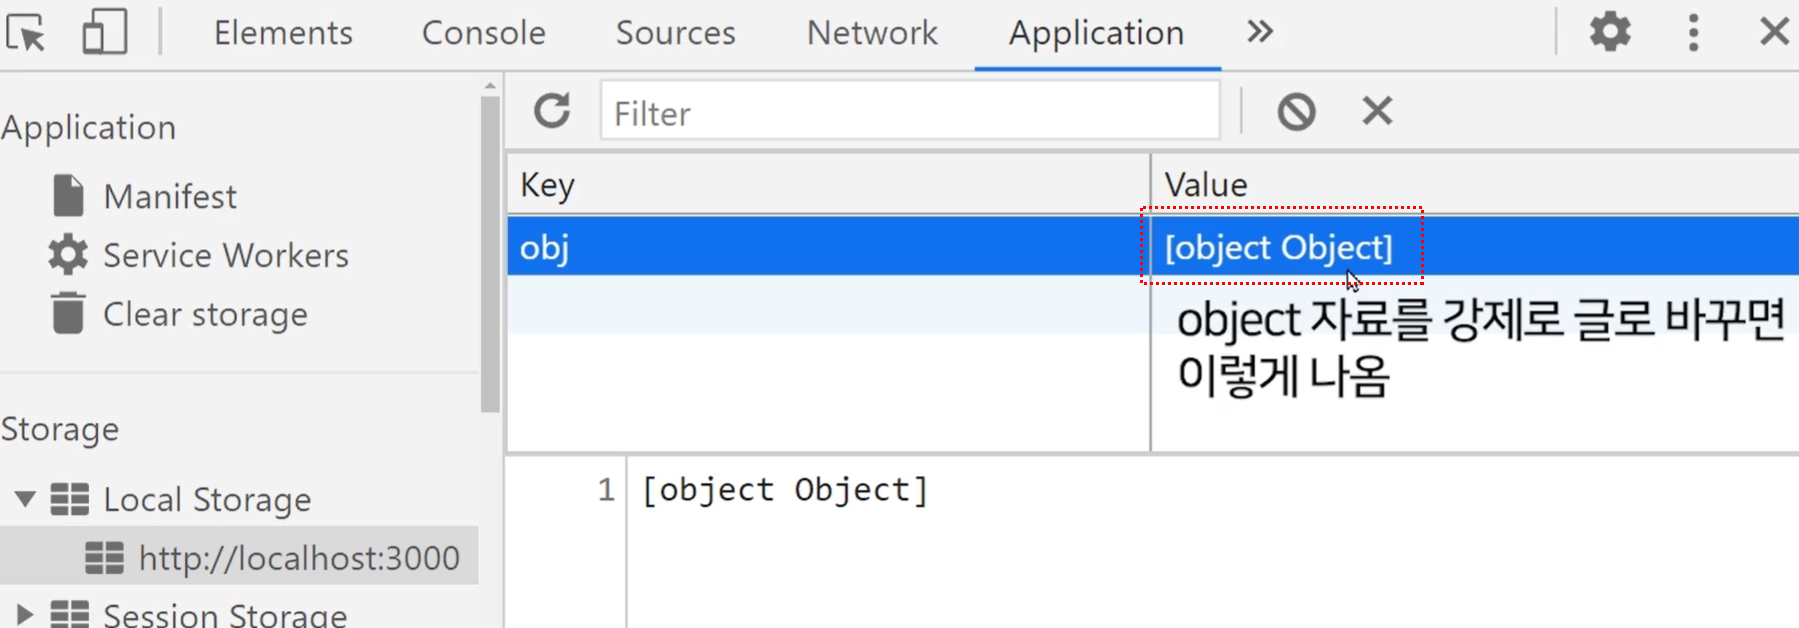 Elements Console Sources Network Application
Application
Manifest
Service Workers
Clear storage
Storage
Local Storage
http://localhost:3000
Session Storage
Filter
Key Value
obj [object Object]
object 자료를 강제로 글로 바꾸면
이렇게 나옴
1 [object Object]